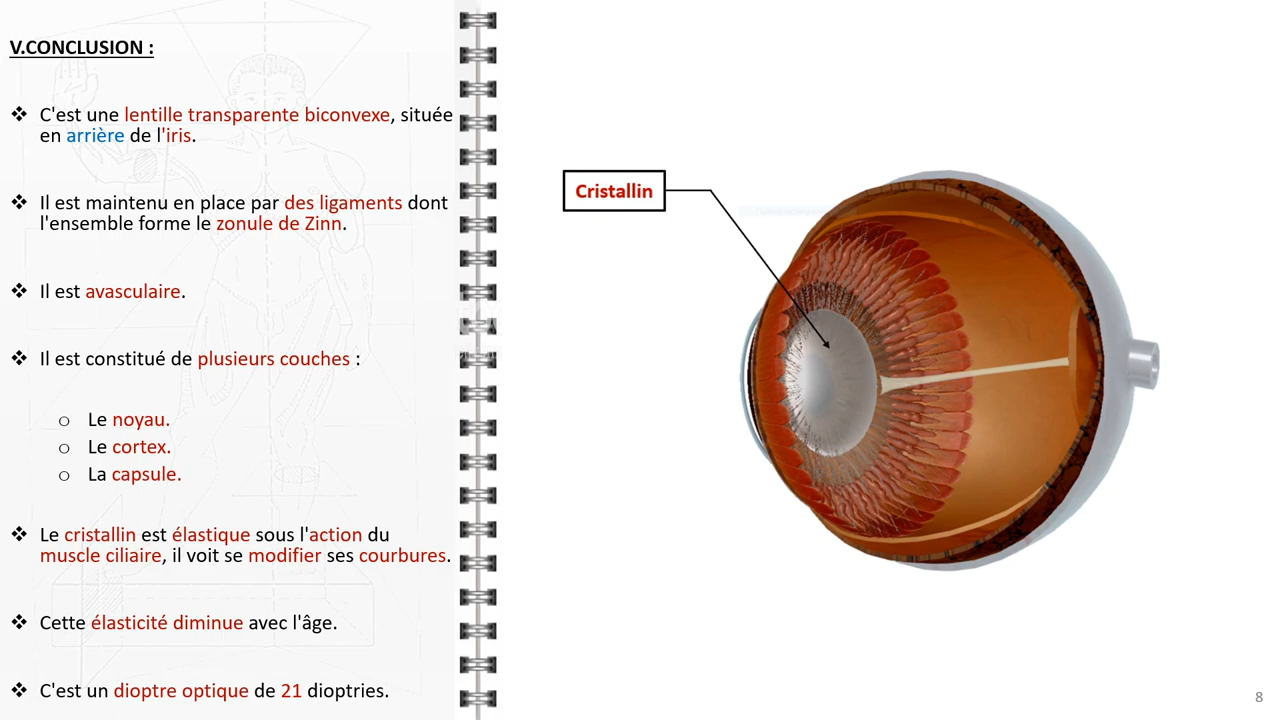 V.CONCLUSION :
❖ C'est une lentille transparente biconvexe, située
en arrière de l'iris.
❖ Il est maintenu en place par des ligaments dont
l'ensemble forme le zonule de Zinn.
❖ Il est avasculaire.
❖ Il est constitué de plusieurs couches :
o Le noyau.
o Le cortex.
o La capsule.
❖ Le cristallin est élastique sous l'action du
muscle ciliaire, il voit se modifier ses courbures.
❖ Cette élasticité diminue avec l'âge.
❖ C'est un dioptre optique de 21 dioptries.
Cristallin
8